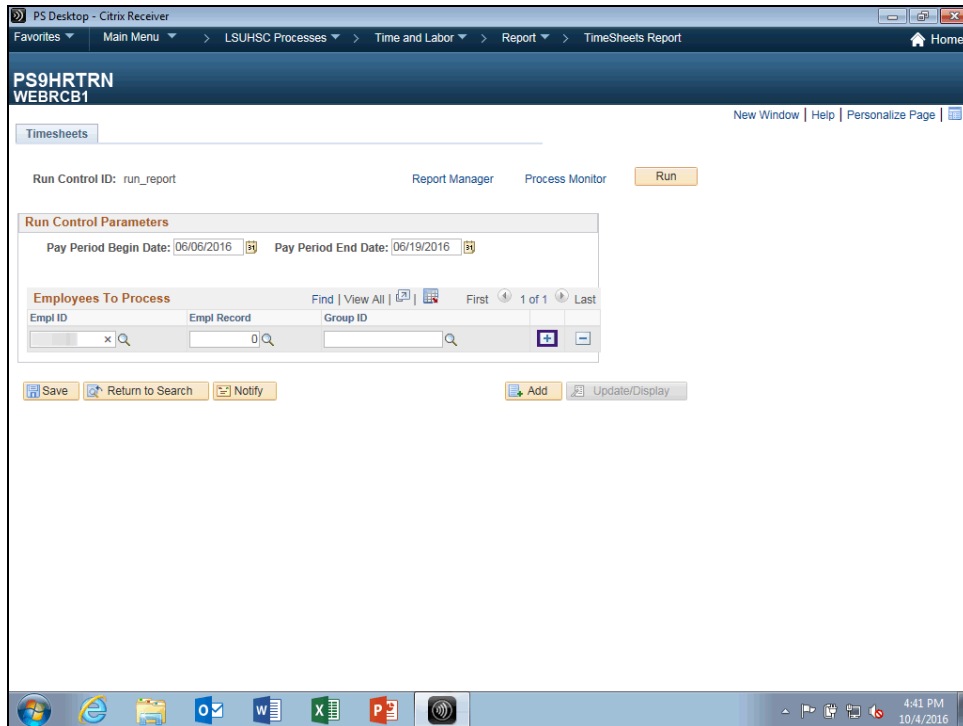 PS Desktop - Citrix Receiver
Favorites Main Menu > LSUHSC Processes > Time and Labor > Report > TimeSheets Report Home
PS9HRTRN
WEBRCB1
New Window | Help | Personalize Page |
Timesheets
Run Control ID: run_report Report Manager Process Monitor Run
Run Control Parameters
Pay Period Begin Date: 06/06/2016 Pay Period End Date: 06/19/2016
Employees To Process Find | View All | | First 1 of 1 Last
Empl ID Empl Record Group ID
× 0 + −
Save Return to Search Notify Add Update/Display
4:41 PM
10/4/2016